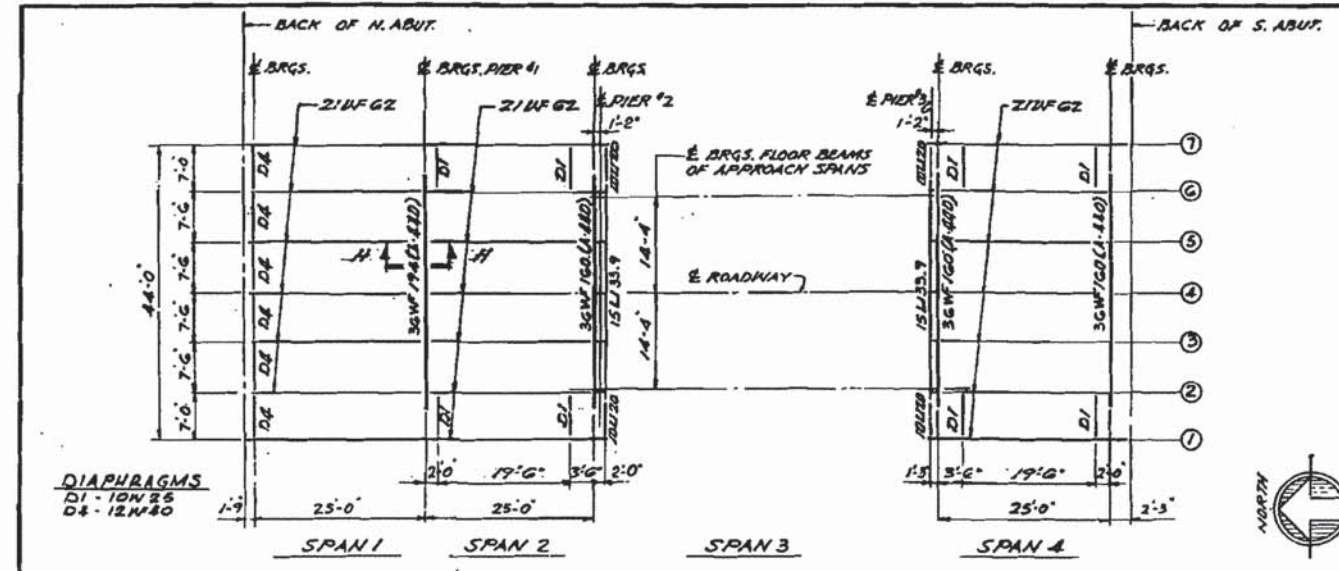 BACK OF N. ABUT.
BACK OF S. ABUT.
℄ BRGS.
℄ BRGS. PIER #1
℄ BRGS.
℄ BRGS.
℄ BRGS.
℄ PIER #2
℄ PIER #3
21WF62
21WF62
21WF62
1'-2"
1'-2"
℄ BRGS. FLOOR BEAMS
OF APPROACH SPANS
℄ ROADWAY
44'-0"
7'-0
7'-6"
7'-6"
7'-6"
7'-6"
7'-0"
D4
D4
D4
D4
D4
D4
H
H
36WF194 (A-440)
D1
D1
D1
D1
36WF160 (A-440)
15⊔33.9
10⊔20
10⊔20
14'-4"
14'-4"
15⊔33.9
10⊔20
10⊔20
36WF160 (A-440)
D1
D1
D1
D1
36WF160 (A-440)
7
6
5
4
3
2
1
2'-0"
19'-6"
3'-6"
2'-0"
3'-6"
19'-6"
2'-0"
DIAPHRAGMS
D1 - 10W25
D4 - 12WF40
1'-9"
25'-0"
25'-0"
25'-0"
2'-3"
SPAN 1
SPAN 2
SPAN 3
SPAN 4
NORTH